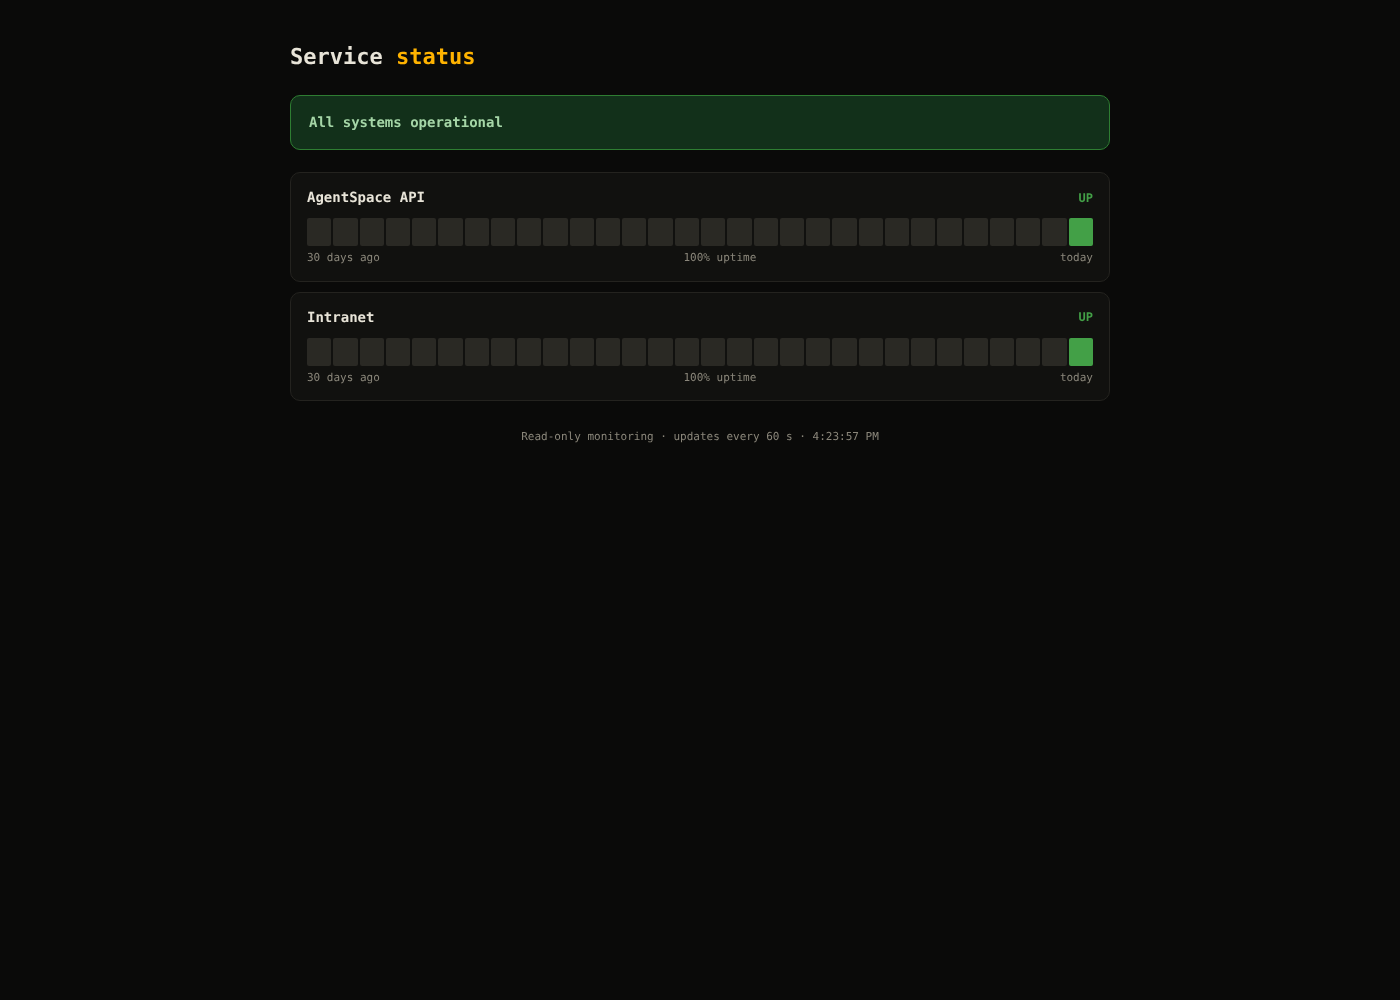 Service status
All systems operational
AgentSpace API UP
30 days ago 100% uptime today
Intranet UP
30 days ago 100% uptime today
Read-only monitoring · updates every 60 s · 4:23:57 PM